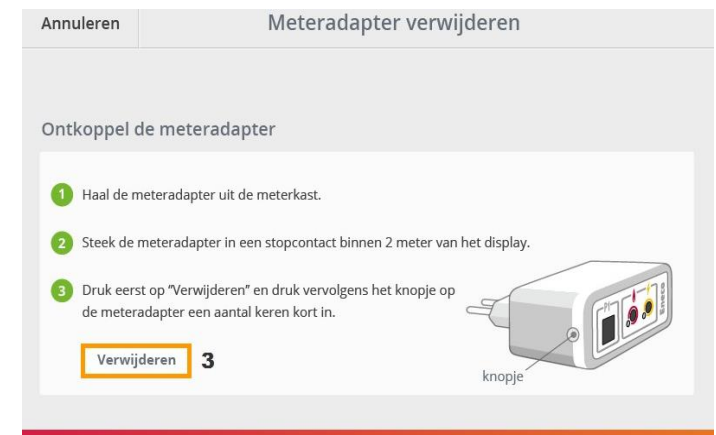 Annuleren
Meteradapter verwijderen
Ontkoppel de meteradapter
1 Haal de meteradapter uit de meterkast.
2 Steek de meteradapter in een stopcontact binnen 2 meter van het display.
3 Druk eerst op "Verwijderen" en druk vervolgens het knopje op
de meteradapter een aantal keren kort in.
P1
Eneco
Verwijderen 3
knopje